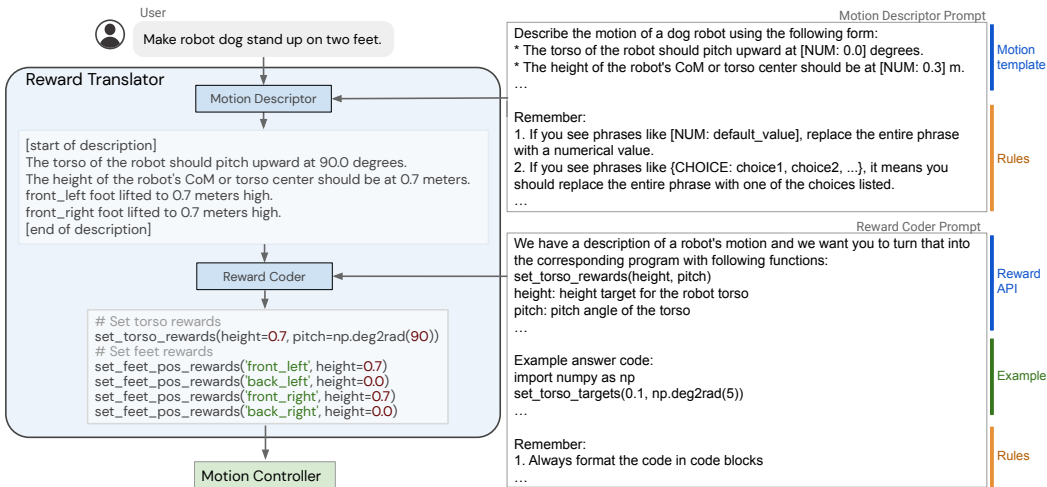 User
Make robot dog stand up on two feet.
Reward Translator
Motion Descriptor
[start of description]
The torso of the robot should pitch upward at 90.0 degrees.
The height of the robot's CoM or torso center should be at 0.7 meters.
front_left foot lifted to 0.7 meters high.
front_right foot lifted to 0.7 meters high.
[end of description]
Reward Coder
# Set torso rewards
set_torso_rewards(height=0.7, pitch=np.deg2rad(90))
# Set feet rewards
set_feet_pos_rewards('front_left', height=0.7)
set_feet_pos_rewards('back_left', height=0.0)
set_feet_pos_rewards('front_right', height=0.7)
set_feet_pos_rewards('back_right', height=0.0)
Motion Controller
Motion Descriptor Prompt
Describe the motion of a dog robot using the following form:
* The torso of the robot should pitch upward at [NUM: 0.0] degrees.
* The height of the robot's CoM or torso center should be at [NUM: 0.3] m.
...
Remember:
1. If you see phrases like [NUM: default_value], replace the entire phrase
with a numerical value.
2. If you see phrases like {CHOICE: choice1, choice2, ...}, it means you
should replace the entire phrase with one of the choices listed.
...
Motion
template
Rules
Reward Coder Prompt
We have a description of a robot's motion and we want you to turn that into
the corresponding program with following functions:
set_torso_rewards(height, pitch)
height: height target for the robot torso
pitch: pitch angle of the torso
...
Example answer code:
import numpy as np
set_torso_targets(0.1, np.deg2rad(5))
...
Remember:
1. Always format the code in code blocks
...
Reward
API
Example
Rules